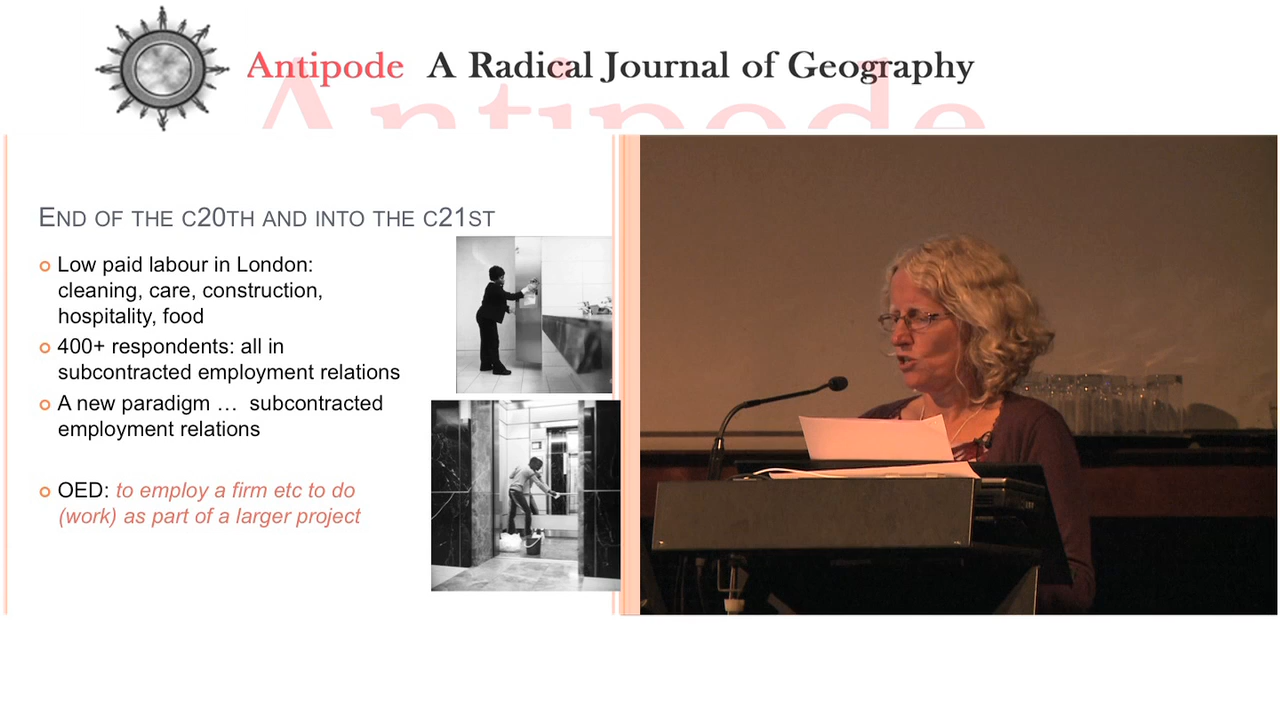 Antipode A Radical Journal of Geography
Antipode
END OF THE C20TH AND INTO THE C21ST
Low paid labour in London:
cleaning, care, construction,
hospitality, food
400+ respondents: all in
subcontracted employment relations
A new paradigm … subcontracted
employment relations
OED: to employ a firm etc to do
(work) as part of a larger project